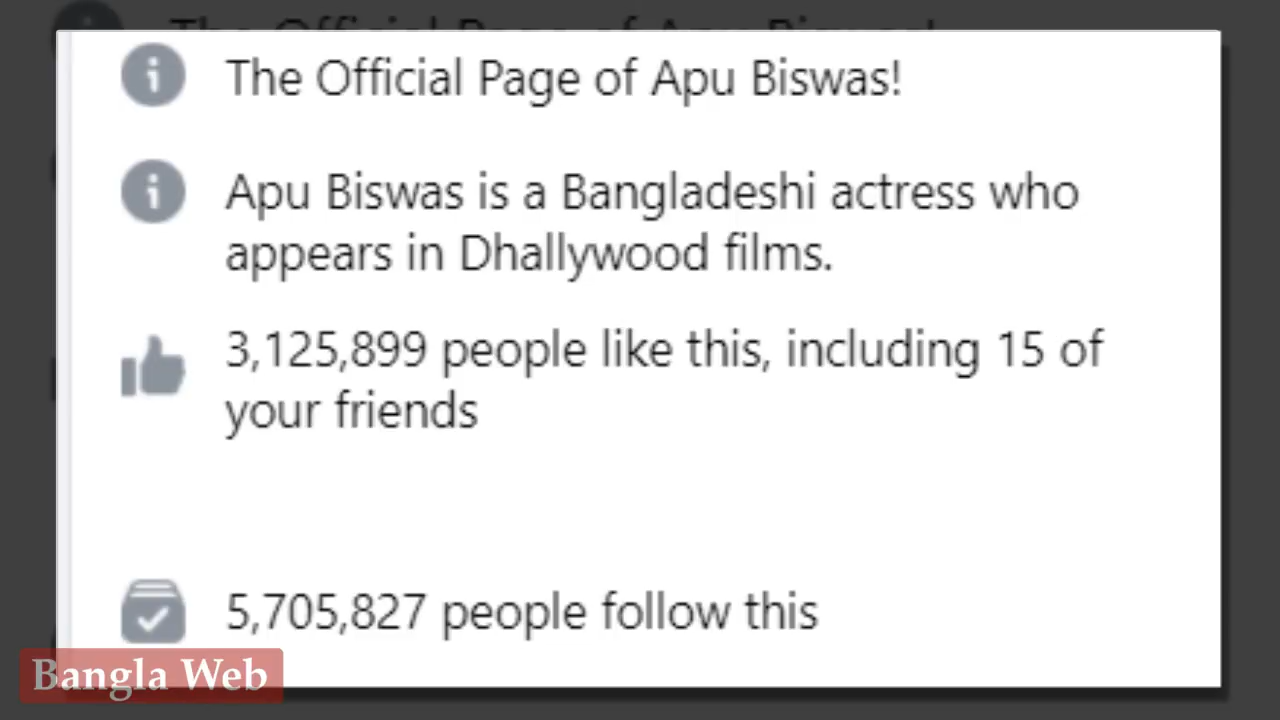 The Official Page of Apu Biswas!
Apu Biswas is a Bangladeshi actress who
appears in Dhallywood films.
3,125,899 people like this, including 15 of
your friends
5,705,827 people follow this
Bangla Web